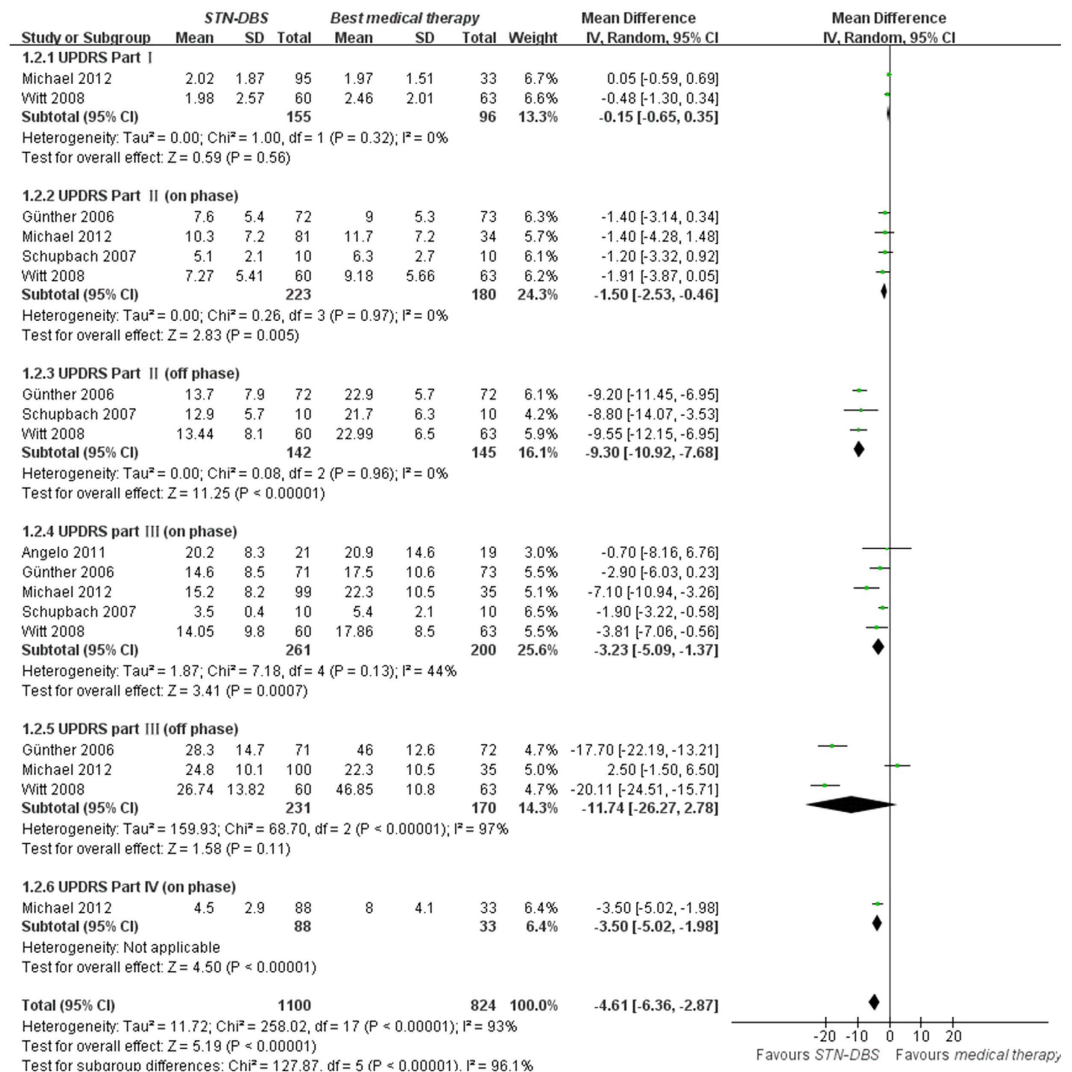 STN-DBS Best medical therapy Mean Difference Mean Difference
Study or Subgroup Mean SD Total Mean SD Total Weight IV, Random, 95% CI IV, Random, 95% CI
1.2.1 UPDRS Part Ⅰ
Michael 2012 2.02 1.87 95 1.97 1.51 33 6.7% 0.05 [-0.59, 0.69]
Witt 2008 1.98 2.57 60 2.46 2.01 63 6.6% -0.48 [-1.30, 0.34]
Subtotal (95% CI) 155 96 13.3% -0.15 [-0.65, 0.35]
Heterogeneity: Tau² = 0.00; Chi² = 1.00, df = 1 (P = 0.32); I² = 0%
Test for overall effect: Z = 0.59 (P = 0.56)
1.2.2 UPDRS Part Ⅱ (on phase)
Günther 2006 7.6 5.4 72 9 5.3 73 6.3% -1.40 [-3.14, 0.34]
Michael 2012 10.3 7.2 81 11.7 7.2 34 5.7% -1.40 [-4.28, 1.48]
Schupbach 2007 5.1 2.1 10 6.3 2.7 10 6.1% -1.20 [-3.32, 0.92]
Witt 2008 7.27 5.41 60 9.18 5.66 63 6.2% -1.91 [-3.87, 0.05]
Subtotal (95% CI) 223 180 24.3% -1.50 [-2.53, -0.46]
Heterogeneity: Tau² = 0.00; Chi² = 0.26, df = 3 (P = 0.97); I² = 0%
Test for overall effect: Z = 2.83 (P = 0.005)
1.2.3 UPDRS Part Ⅱ (off phase)
Günther 2006 13.7 7.9 72 22.9 5.7 72 6.1% -9.20 [-11.45, -6.95]
Schupbach 2007 12.9 5.7 10 21.7 6.3 10 4.2% -8.80 [-14.07, -3.53]
Witt 2008 13.44 8.1 60 22.99 6.5 63 5.9% -9.55 [-12.15, -6.95]
Subtotal (95% CI) 142 145 16.1% -9.30 [-10.92, -7.68]
Heterogeneity: Tau² = 0.00; Chi² = 0.08, df = 2 (P = 0.96); I² = 0%
Test for overall effect: Z = 11.25 (P < 0.00001)
1.2.4 UPDRS part Ⅲ (on phase)
Angelo 2011 20.2 8.3 21 20.9 14.6 19 3.0% -0.70 [-8.16, 6.76]
Günther 2006 14.6 8.5 71 17.5 10.6 73 5.5% -2.90 [-6.03, 0.23]
Michael 2012 15.2 8.2 99 22.3 10.5 35 5.1% -7.10 [-10.94, -3.26]
Schupbach 2007 3.5 0.4 10 5.4 2.1 10 6.5% -1.90 [-3.22, -0.58]
Witt 2008 14.05 9.8 60 17.86 8.5 63 5.5% -3.81 [-7.06, -0.56]
Subtotal (95% CI) 261 200 25.6% -3.23 [-5.09, -1.37]
Heterogeneity: Tau² = 1.87; Chi² = 7.18, df = 4 (P = 0.13); I² = 44%
Test for overall effect: Z = 3.41 (P = 0.0007)
1.2.5 UPDRS part Ⅲ (off phase)
Günther 2006 28.3 14.7 71 46 12.6 72 4.7% -17.70 [-22.19, -13.21]
Michael 2012 24.8 10.1 100 22.3 10.5 35 5.0% 2.50 [-1.50, 6.50]
Witt 2008 26.74 13.82 60 46.85 10.8 63 4.7% -20.11 [-24.51, -15.71]
Subtotal (95% CI) 231 170 14.3% -11.74 [-26.27, 2.78]
Heterogeneity: Tau² = 159.93; Chi² = 68.70, df = 2 (P < 0.00001); I² = 97%
Test for overall effect: Z = 1.58 (P = 0.11)
1.2.6 UPDRS Part Ⅳ (on phase)
Michael 2012 4.5 2.9 88 8 4.1 33 6.4% -3.50 [-5.02, -1.98]
Subtotal (95% CI) 88 33 6.4% -3.50 [-5.02, -1.98]
Heterogeneity: Not applicable
Test for overall effect: Z = 4.50 (P < 0.00001)
Total (95% CI) 1100 824 100.0% -4.61 [-6.36, -2.87]
Heterogeneity: Tau² = 11.72; Chi² = 258.02, df = 17 (P < 0.00001); I² = 93%
Test for overall effect: Z = 5.19 (P < 0.00001)
Test for subgroup differences: Chi² = 127.87, df = 5 (P < 0.00001), I² = 96.1%
-20 -10 0 10 20
Favours STN-DBS Favours medical therapy